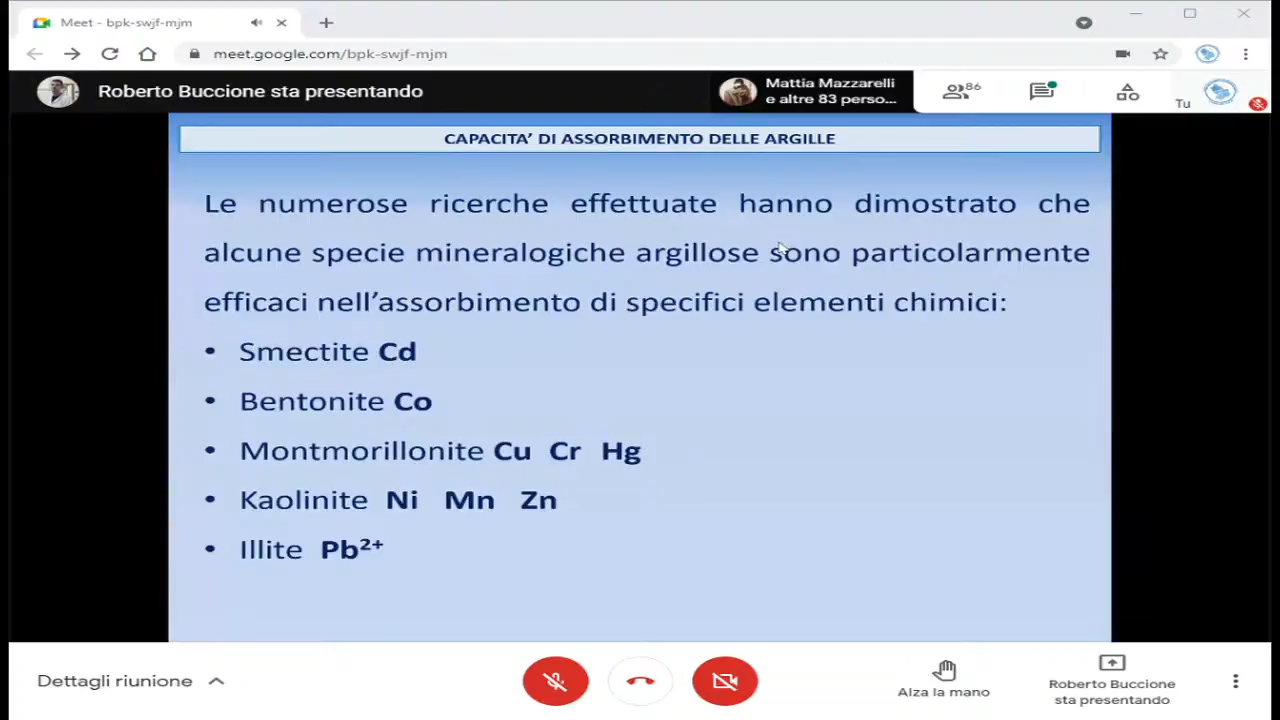 Meet - bpk-swjf-mjm
meet.google.com/bpk-swjf-mjm
Roberto Buccione sta presentando
Mattia Mazzarelli
e altre 83 perso...
86
Tu
CAPACITA’ DI ASSORBIMENTO DELLE ARGILLE
Le numerose ricerche effettuate hanno dimostrato che
alcune specie mineralogiche argillose sono particolarmente
efficaci nell’assorbimento di specifici elementi chimici:
• Smectite Cd
• Bentonite Co
• Montmorillonite Cu Cr Hg
• Kaolinite Ni Mn Zn
• Illite Pb²⁺
Dettagli riunione
Alza la mano
Roberto Buccione
sta presentando